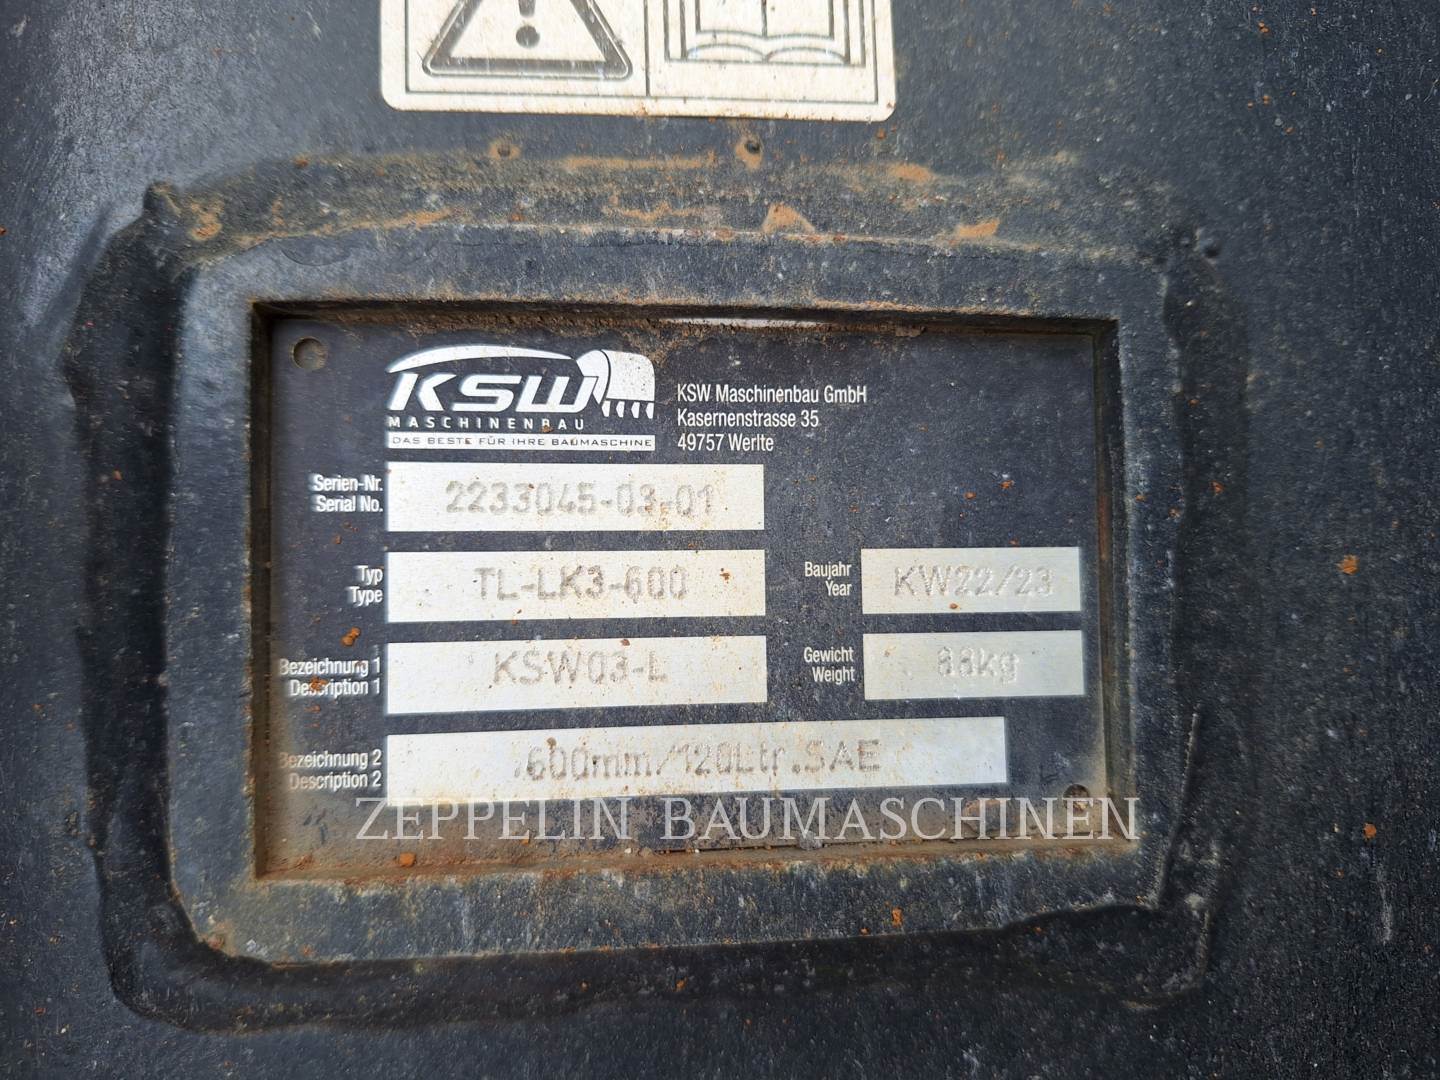 KSW
MASCHINENBAU
DAS BESTE FÜR IHRE BAUMASCHINE
KSW Maschinenbau GmbH
Kasernenstrasse 35
49757 Werlte
Serien-Nr.
Serial No.
2233045-03-01
Typ
Type
TL-LK3-600
Baujahr
Year
KW22/23
Bezeichnung 1
Description 1
KSW03-L
Gewicht
Weight
88kg
Bezeichnung 2
Description 2
600mm/120Ltr.SAE
ZEPPELIN BAUMASCHINEN